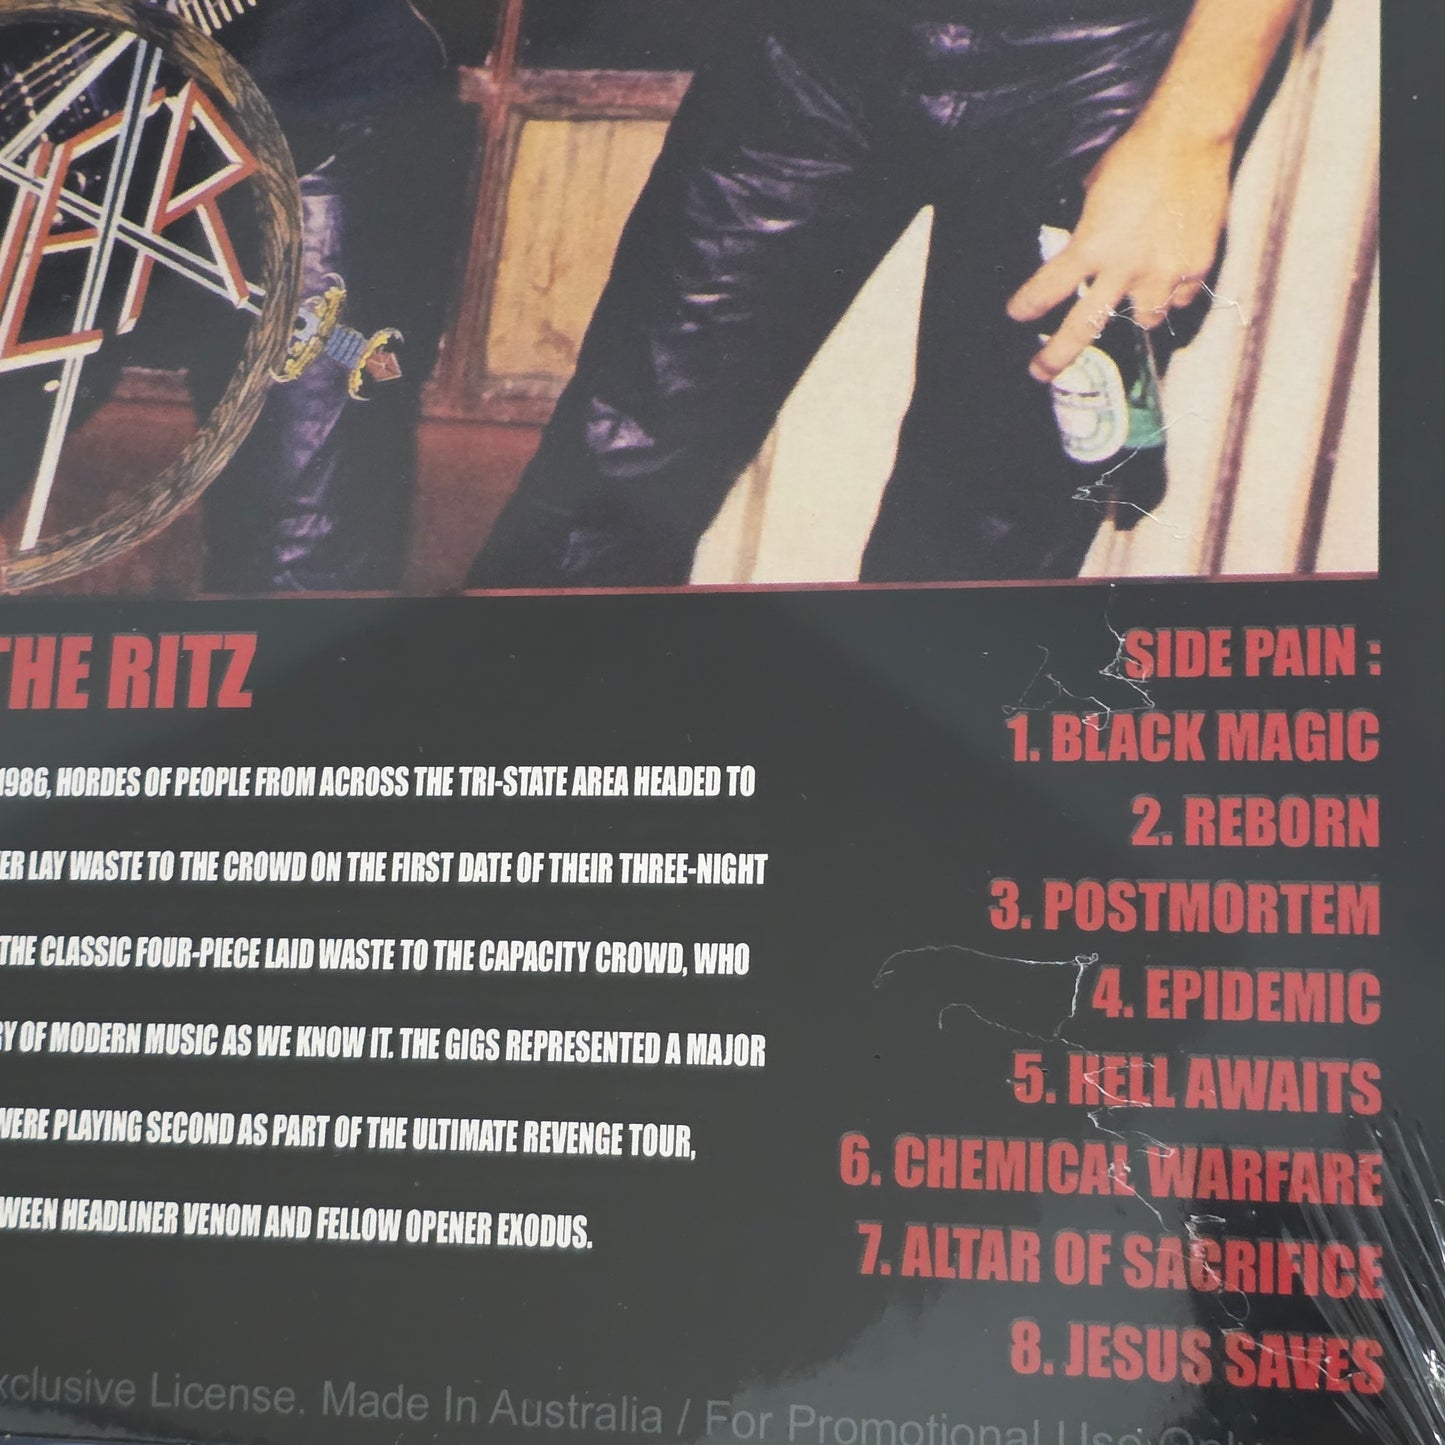 THE RITZ
1986, HORDES OF PEOPLE FROM ACROSS THE TRI-STATE AREA HEADED TO
LAY WASTE TO THE CROWD ON THE FIRST DATE OF THEIR THREE-NIGHT
THE CLASSIC FOUR-PIECE LAID WASTE TO THE CAPACITY CROWD, WHO
OF MODERN MUSIC AS WE KNOW IT. THE GIGS REPRESENTED A MAJOR
WERE PLAYING SECOND AS PART OF THE ULTIMATE REVENGE TOUR,
HEADLINER VENOM AND FELLOW OPENER EXODUS.
SIDE PAIN :
1. BLACK MAGIC
2. REBORN
3. POSTMORTEM
4. EPIDEMIC
5. HELL AWAITS
6. CHEMICAL WARFARE
7. ALTAR OF SACRIFICE
8. JESUS SAVES
xclusive License. Made In Australia / For Promotional Use Only